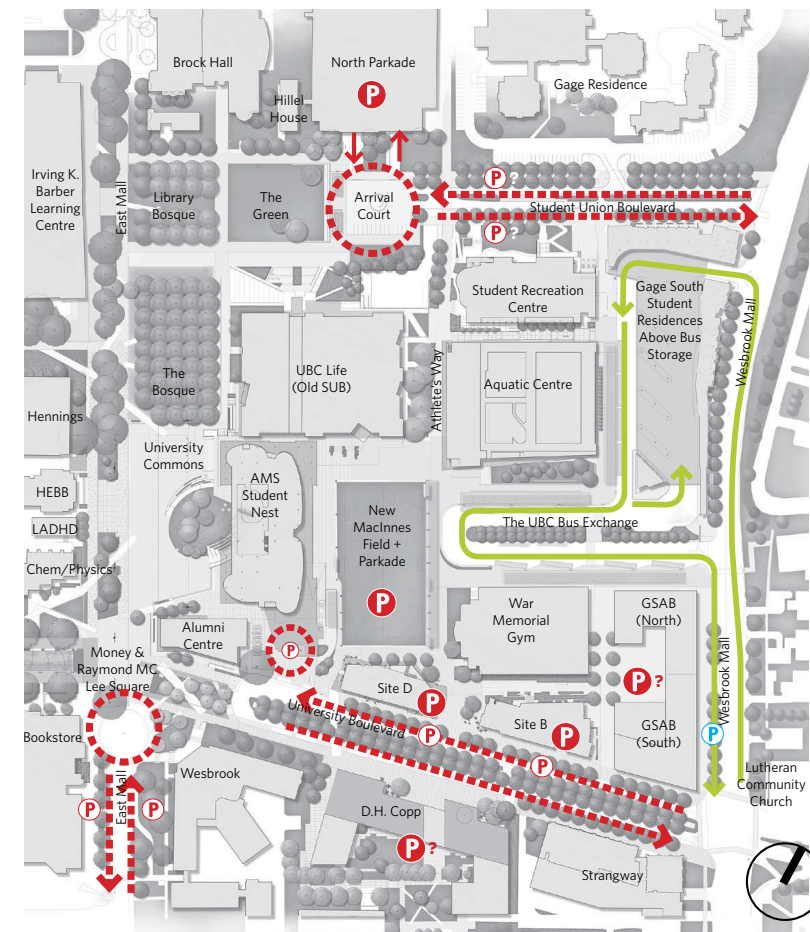 Brock Hall
North Parkade
P
Gage Residence
Hillel
House
Irving K.
Barber
Learning
Centre
East Mall
Library
Bosque
The
Green
Arrival
Court
P ?
Student Union Boulevard
P ?
Student Recreation
Centre
Gage South
Student
Residences
Above Bus
Storage
Wesbrook Mall
The
Bosque
UBC Life
(Old SUB)
Athlete's Way
Aquatic Centre
Hennings
University
Commons
HEBB
LADHD
Chem/Physics
AMS
Student
Nest
New
MacInnes
Field +
Parkade
P
The UBC Bus Exchange
War
Memorial
Gym
GSAB
(North)
Alumni
Centre
P
Money &
Raymond MC
Lee Square
Site D
P
P ?
Wesbrook Mall
University Boulevard
P
Site B
P
GSAB
(South)
P
Bookstore
P
Wesbrook
Lutheran
Community
Church
P
East Mall
P
D.H. Copp
P ?
Strangway